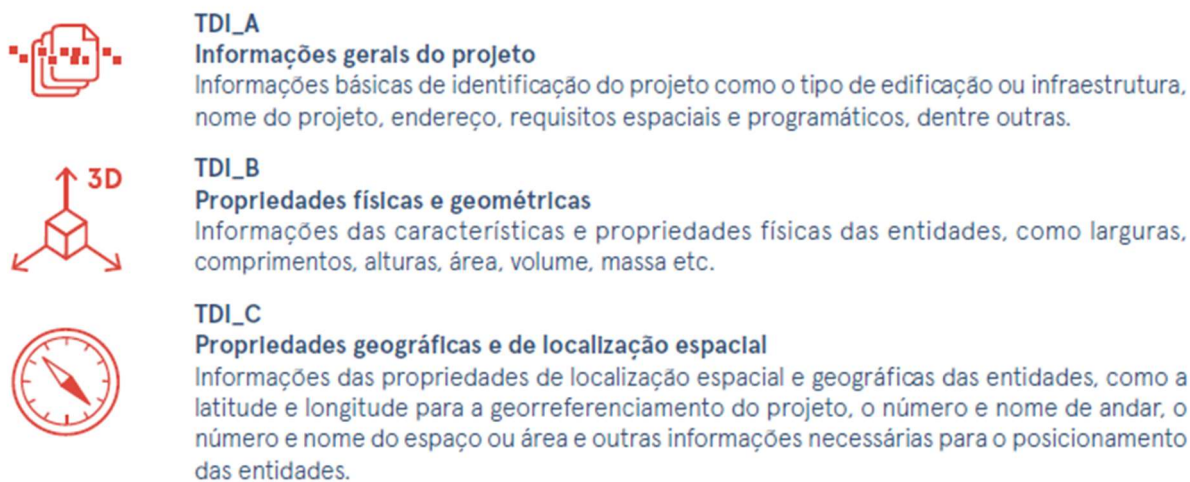 TDI_A
Informações gerais do projeto
Informações básicas de identificação do projeto como o tipo de edificação ou infraestrutura,
nome do projeto, endereço, requisitos espaciais e programáticos, dentre outras.
3D
TDI_B
Propriedades físicas e geométricas
Informações das características e propriedades físicas das entidades, como larguras,
comprimentos, alturas, área, volume, massa etc.
TDI_C
Propriedades geográficas e de localização espacial
Informações das propriedades de localização espacial e geográficas das entidades, como a
latitude e longitude para a georreferenciamento do projeto, o número e nome de andar, o
número e nome do espaço ou área e outras informações necessárias para o posicionamento
das entidades.